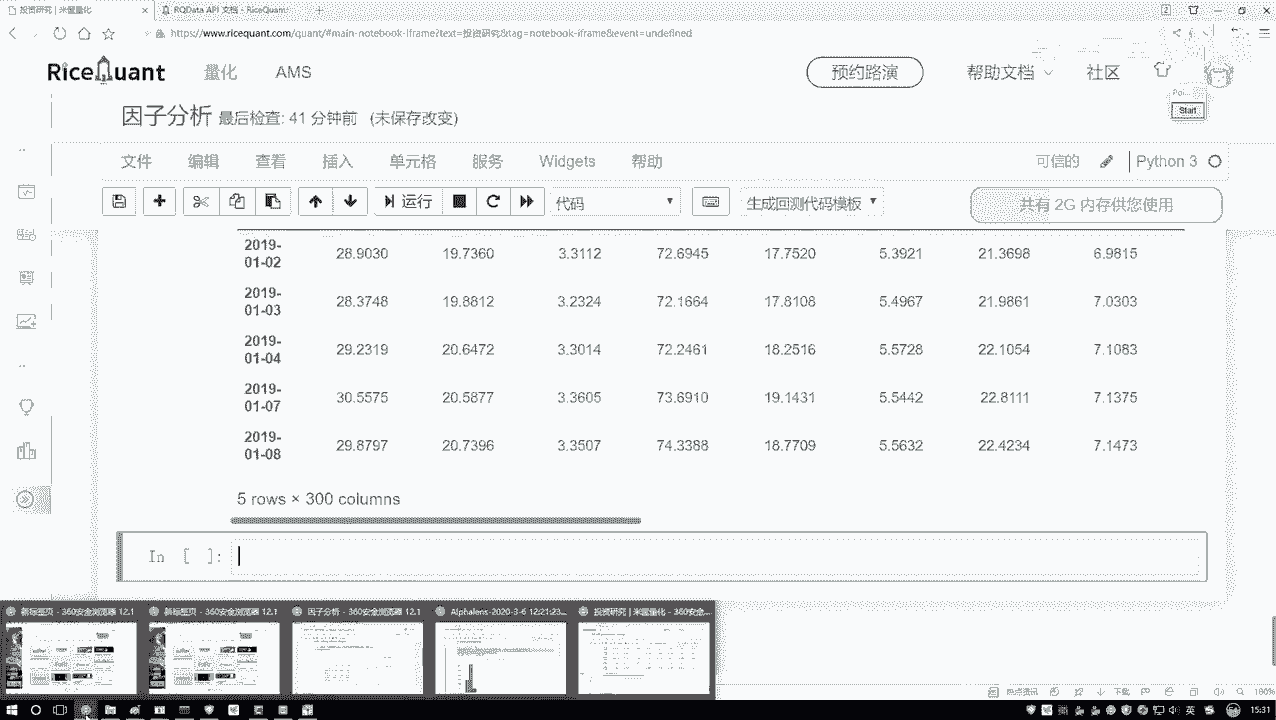 投资研究 | 米筐量化
RQData API 文档 - RiceQuant
https://www.ricequant.com/quant/#main-notebook-iframe?text=投资研究&tag=notebook-iframe&event=undefined
RiceQuant 量化 AMS 预约路演 帮助文档 社区
Start
因子分析 最后检查: 41 分钟前 (未保存改变)
文件 编辑 查看 插入 单元格 服务 Widgets 帮助 可信的 Python 3
运行 代码 生成回测代码模板 共有 2G 内存供您使用
2019-01-02 28.9030 19.7360 3.3112 72.6945 17.7520 5.3921 21.3698 6.9815
2019-01-03 28.3748 19.8812 3.2324 72.1664 17.8108 5.4967 21.9861 7.0303
2019-01-04 29.2319 20.6472 3.3014 72.2461 18.2516 5.5728 22.1054 7.1083
2019-01-07 30.5575 20.5877 3.3605 73.6910 19.1431 5.5442 22.8111 7.1375
2019-01-08 29.8797 20.7396 3.3507 74.3388 18.7709 5.5632 22.4234 7.1473
5 rows × 300 columns
In [ ]:
新标签页 - 360安全浏览器 12.1
新标签页 - 360安全浏览器 12.1
因子分析 - 360安全浏览器 12.1
Alphalens-2020-3-6 12:21:23...
投资研究 | 米筐量化 - 360安全...
160%
英
15:31